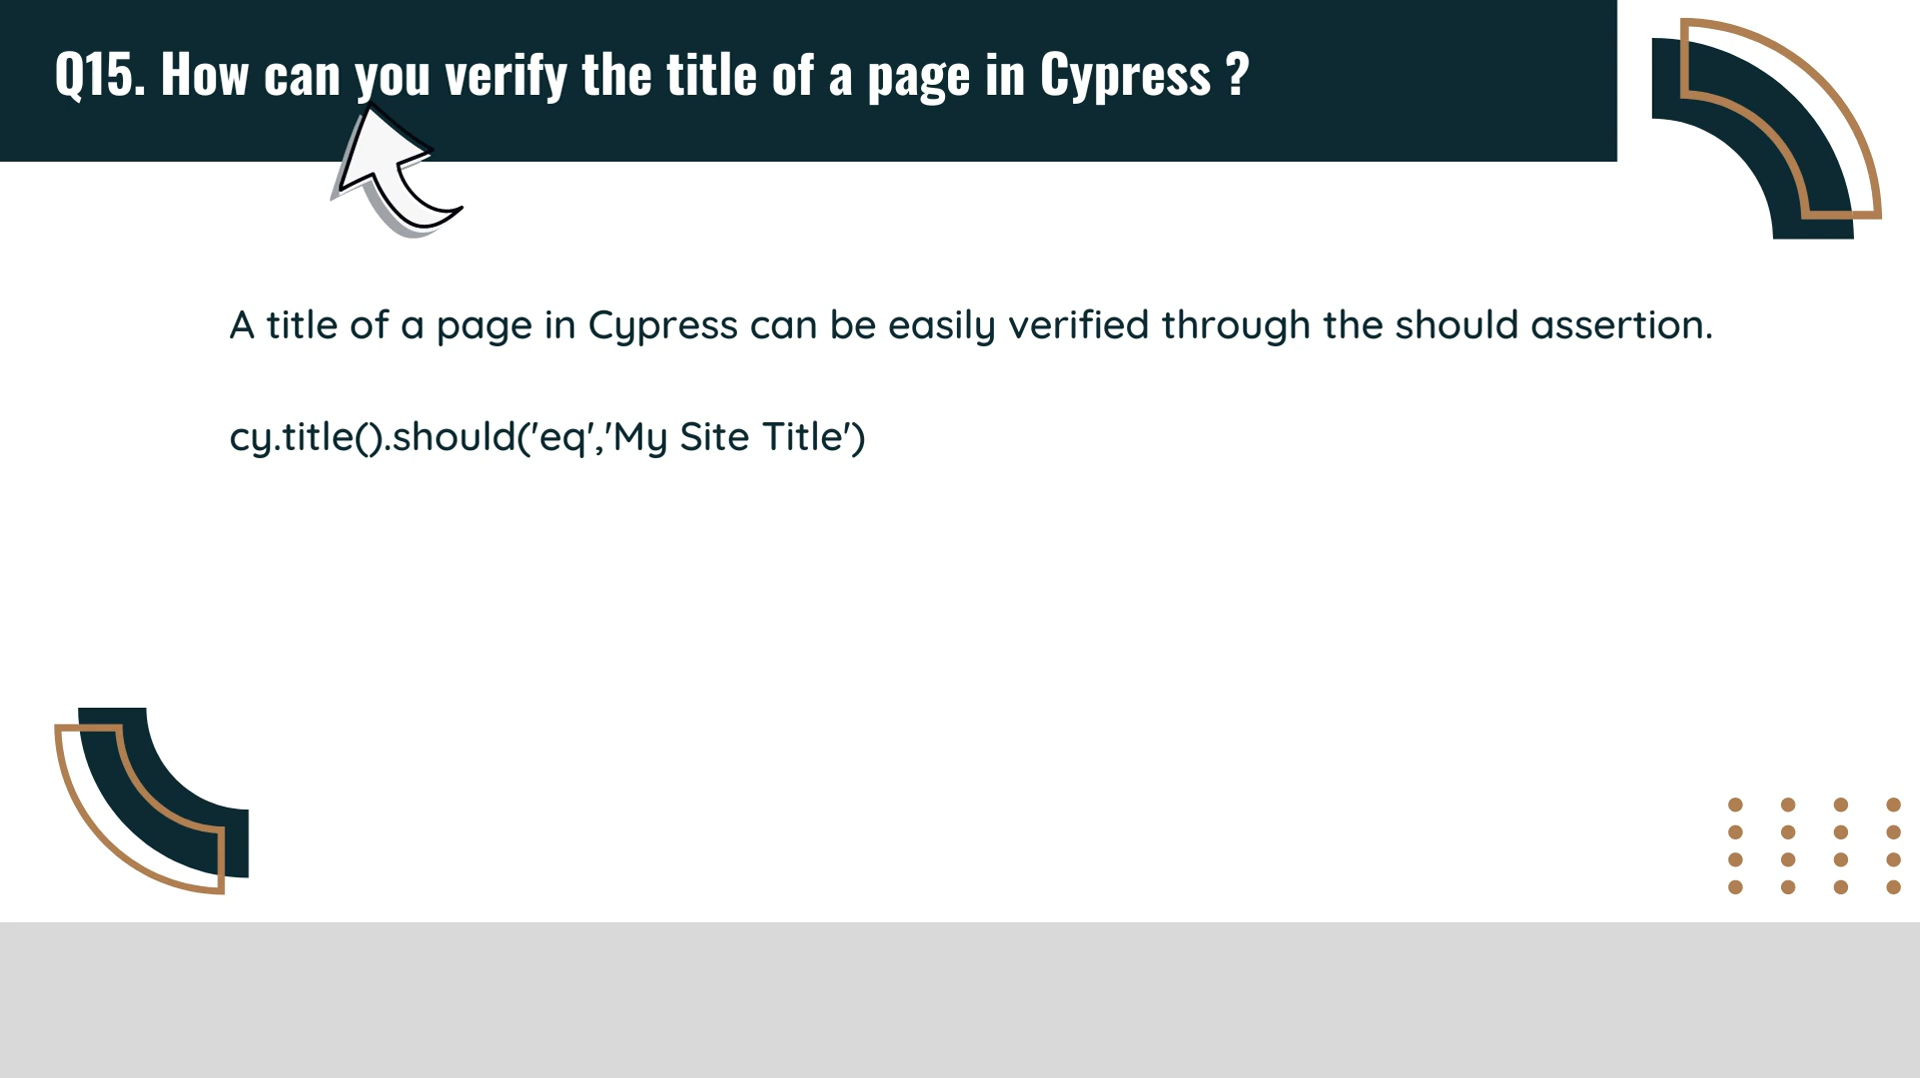 Q15. How can you verify the title of a page in Cypress ?
A title of a page in Cypress can be easily verified through the should assertion.
cy.title().should('eq','My Site Title')